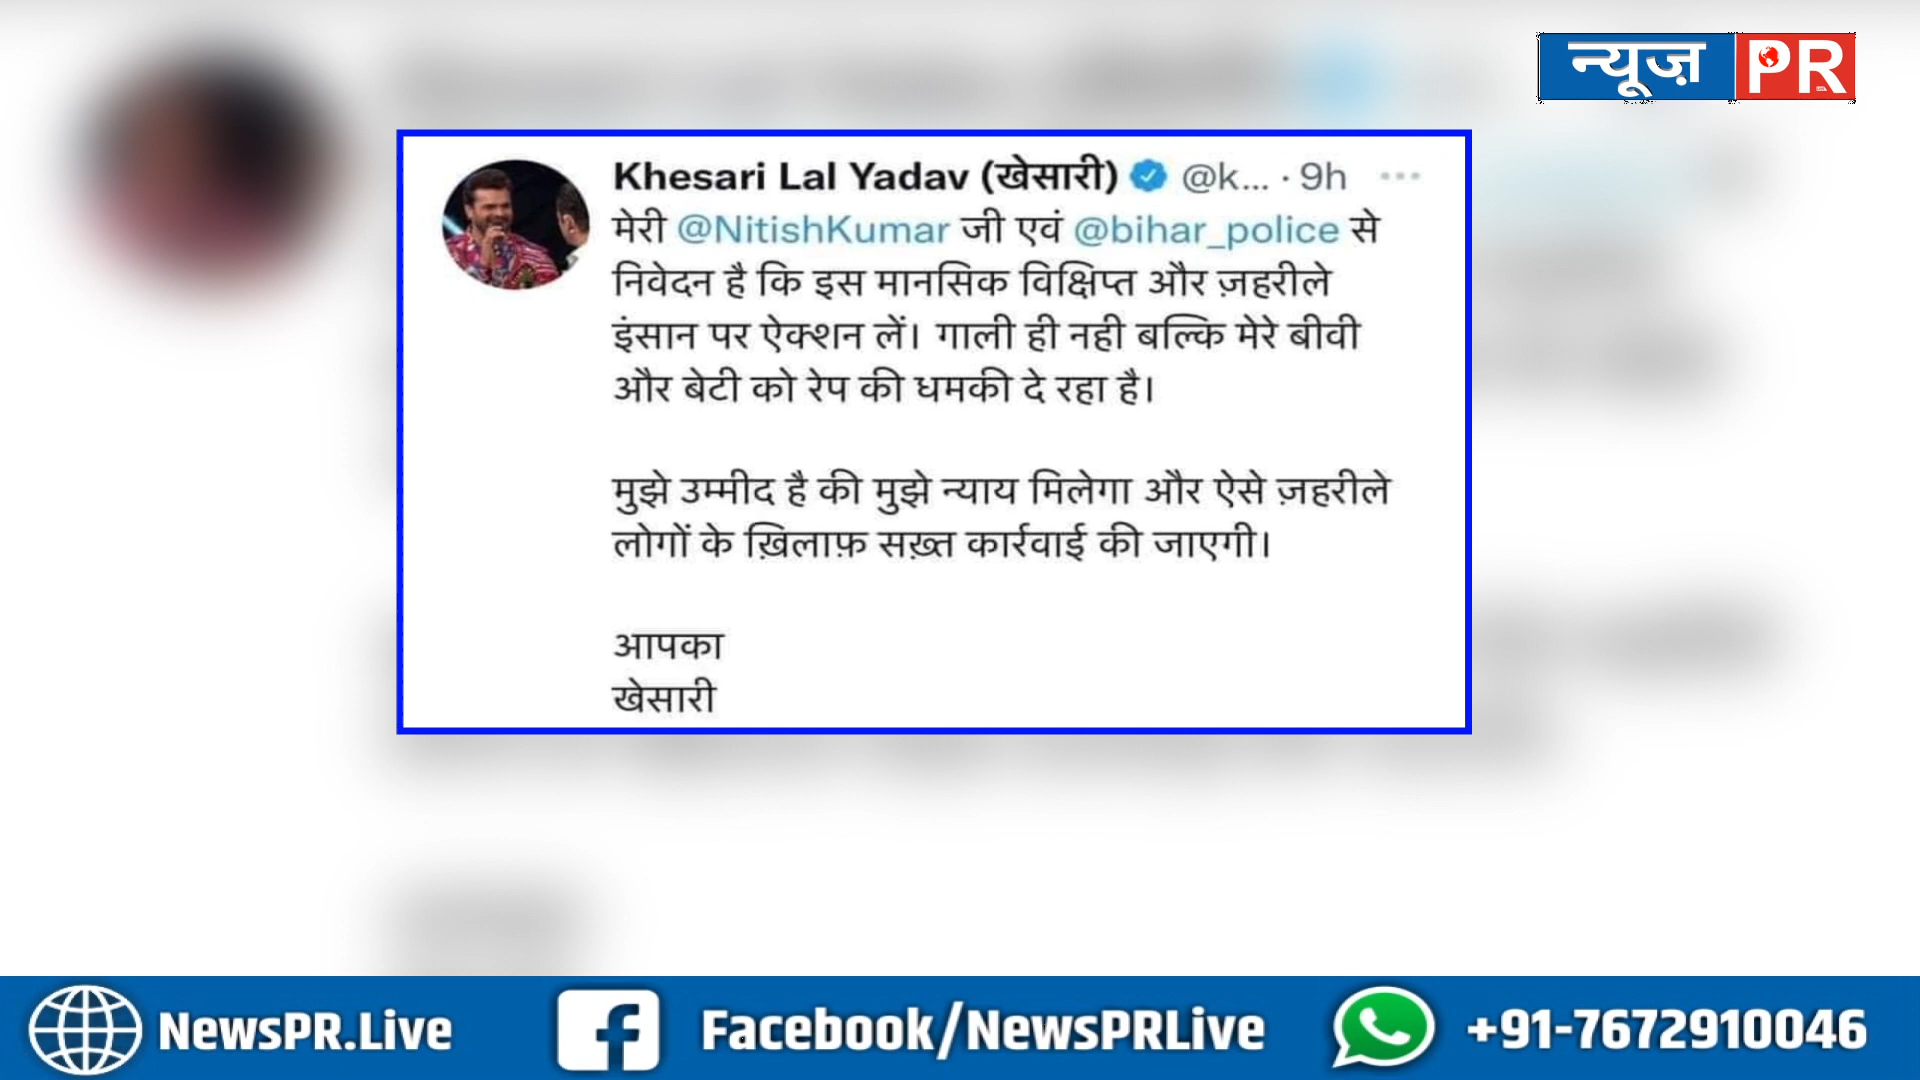 न्यूज़ PR
Khesari Lal Yadav (खेसारी) @k... · 9h ...
मेरी @NitishKumar जी एवं @bihar_police से
निवेदन है कि इस मानसिक विक्षिप्त और ज़हरीले
इंसान पर ऐक्शन लें। गाली ही नही बल्कि मेरे बीवी
और बेटी को रेप की धमकी दे रहा है।
मुझे उम्मीद है की मुझे न्याय मिलेगा और ऐसे ज़हरीले
लोगों के ख़िलाफ़ सख़्त कार्रवाई की जाएगी।
आपका
खेसारी
NewsPR.Live Facebook/NewsPRLive +91-7672910046